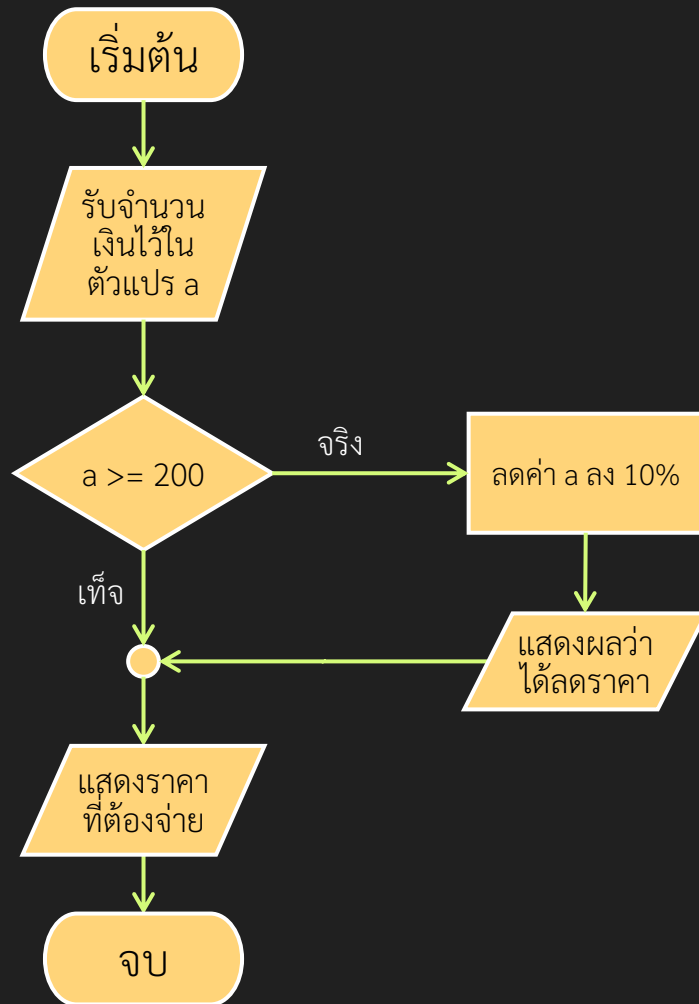 เริ่มต้น
รับจำนวน
เงินไว้ใน
ตัวแปร a
a >= 200
จริง
ลดค่า a ลง 10%
เท็จ
แสดงผลว่า
ได้ลดราคา
แสดงราคา
ที่ต้องจ่าย
จบ